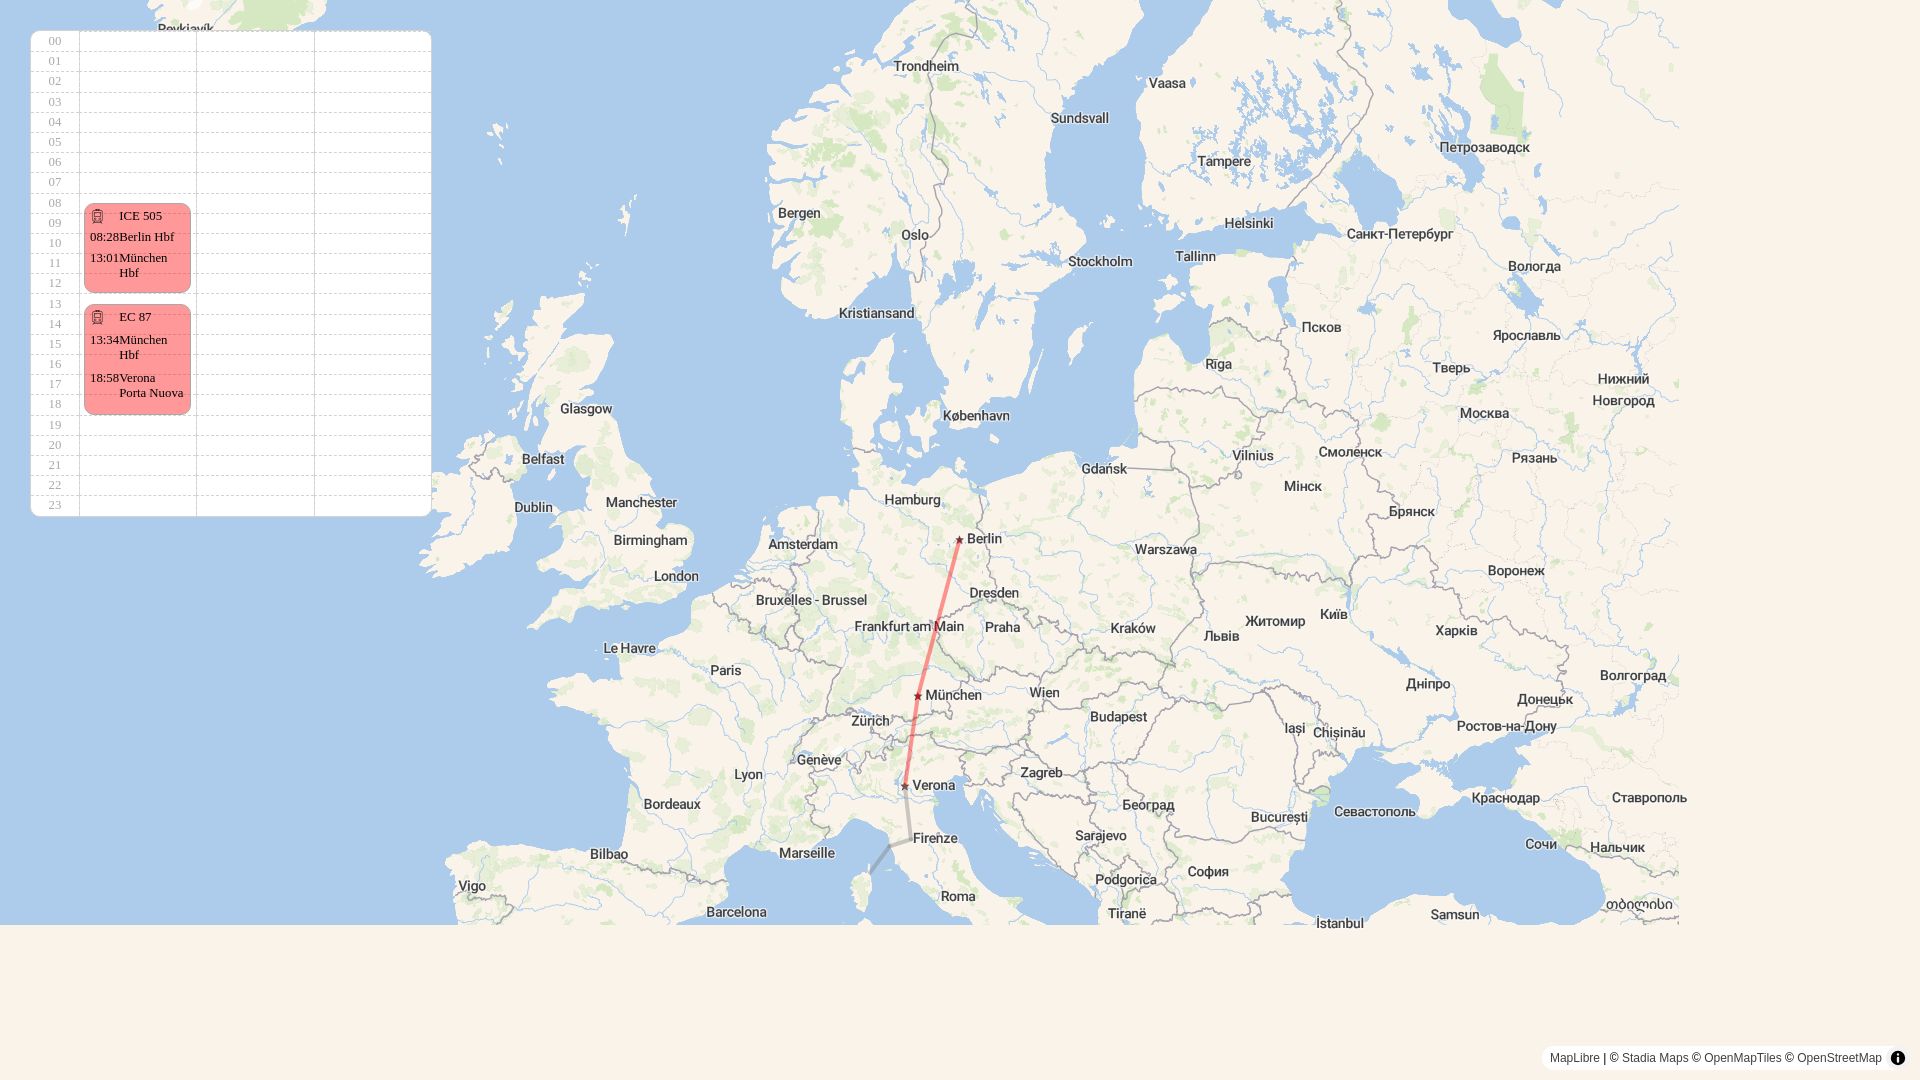 Reykjavík
00
01
02
03
04
05
06
07
08
09
10
11
12
13
14
15
16
17
18
19
20
21
22
23
ICE 505
08:28 Berlin Hbf
13:01 München
Hbf
EC 87
13:34 München
Hbf
18:58 Verona
Porta Nuova
Trondheim
Vaasa
Sundsvall
Петрозаводск
Tampere
Bergen
Oslo
Helsinki
Санкт-Петербург
Stockholm
Tallinn
Вологда
Kristiansand
Псков
Ярославль
Rīga
Тверь
Нижний
Новгород
Glasgow
København
Москва
Belfast
Gdańsk
Vilnius
Смоленск
Рязань
Manchester
Hamburg
Мінск
Dublin
Брянск
Birmingham
Amsterdam
Berlin
Warszawa
London
Воронеж
Bruxelles - Brussel
Dresden
Frankfurt am Main
Praha
Kraków
Львів
Житомир
Київ
Харків
Le Havre
Paris
Волгоград
München
Wien
Дніпро
Донецьк
Zürich
Budapest
Iași
Chișinău
Ростов-на-Дону
Genève
Lyon
Zagreb
Verona
Bordeaux
Београд
București
Севастополь
Краснодар
Ставрополь
Firenze
Sarajevo
Сочи
Нальчик
Bilbao
Marseille
Vigo
Podgorica
София
Roma
თბილისი
Barcelona
Tiranë
İstanbul
Samsun
MapLibre | © Stadia Maps © OpenMapTiles © OpenStreetMap